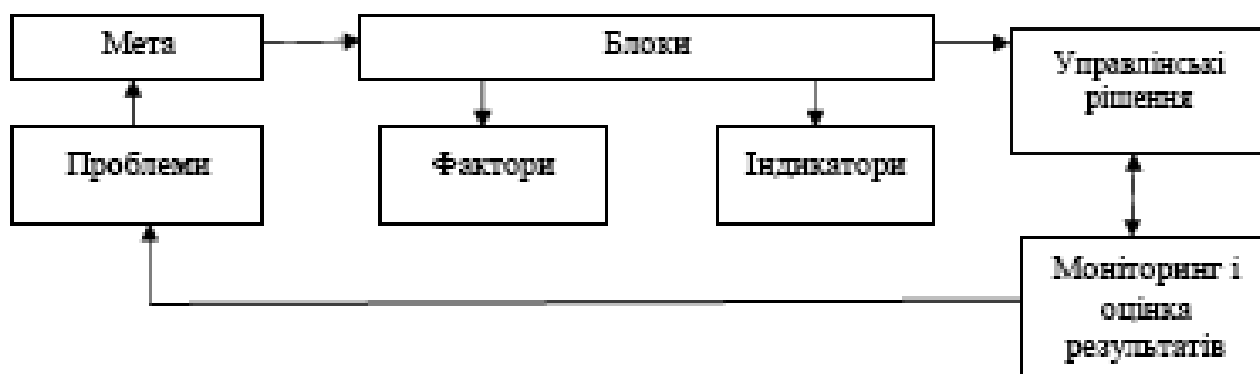 Мета
Блоки
Управлінські
рішення
Проблеми
Фактори
Індикатори
Моніторинг і
оцінка
результатів